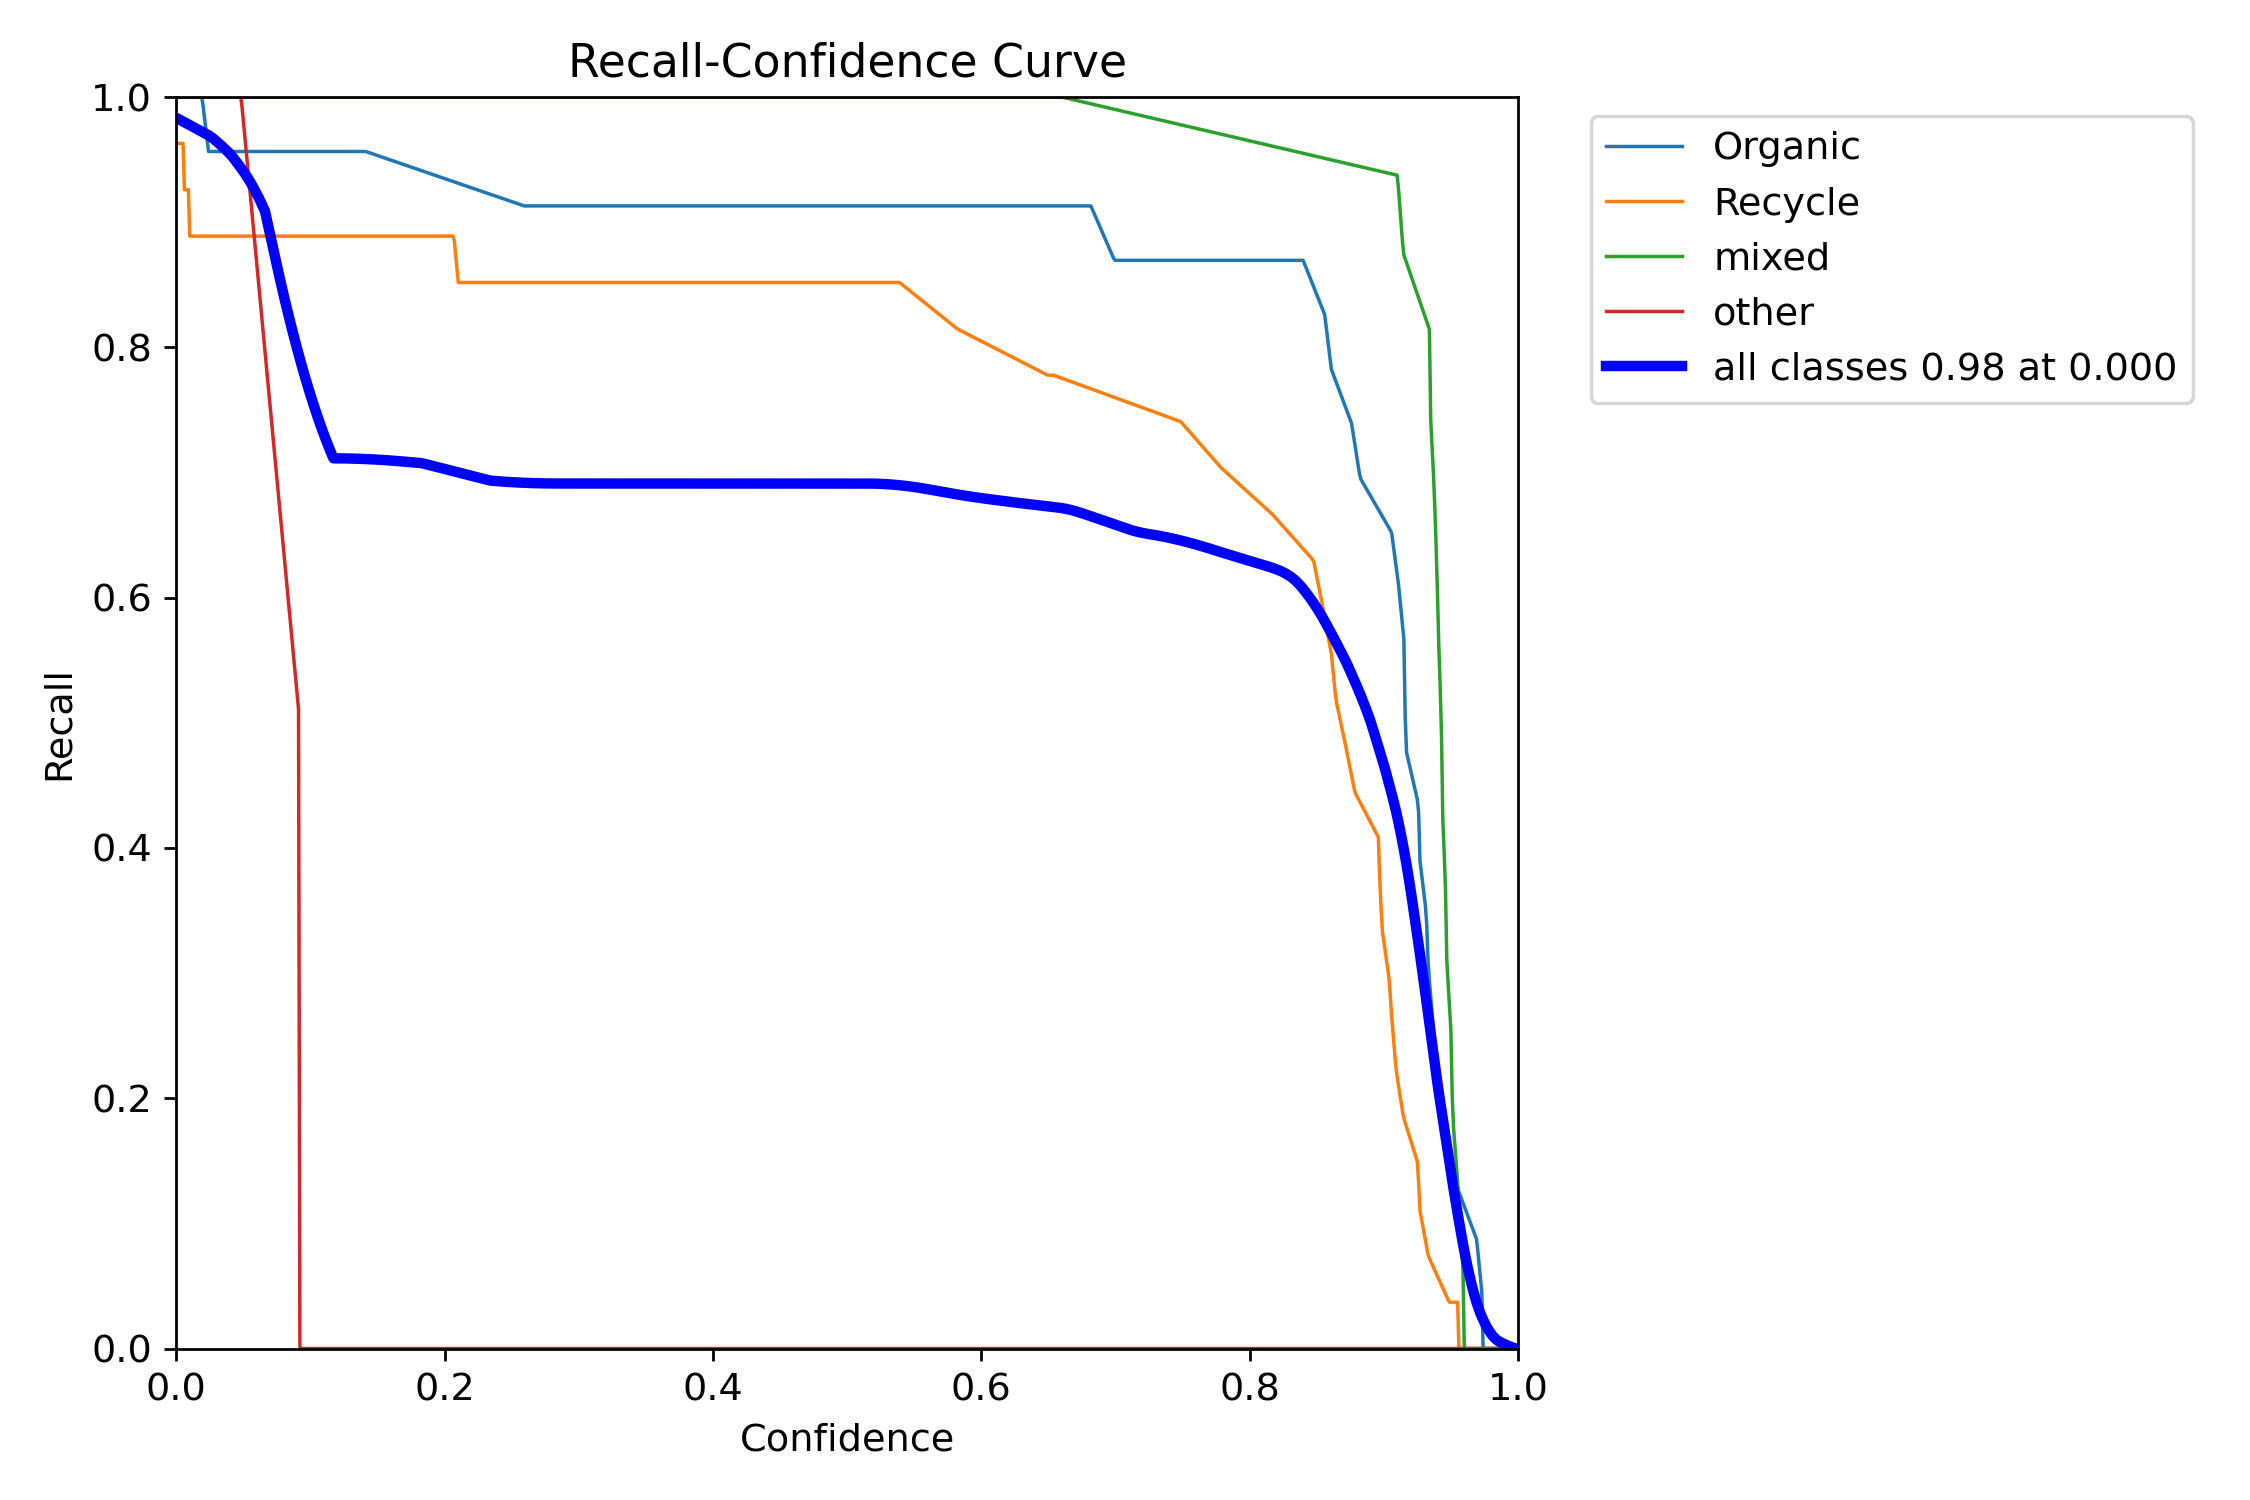 Recall-Confidence Curve
1.0
0.8
0.6
0.4
0.2
0.0
Recall
0.0 0.2 0.4 0.6 0.8 1.0
Confidence
Organic
Recycle
mixed
other
all classes 0.98 at 0.000